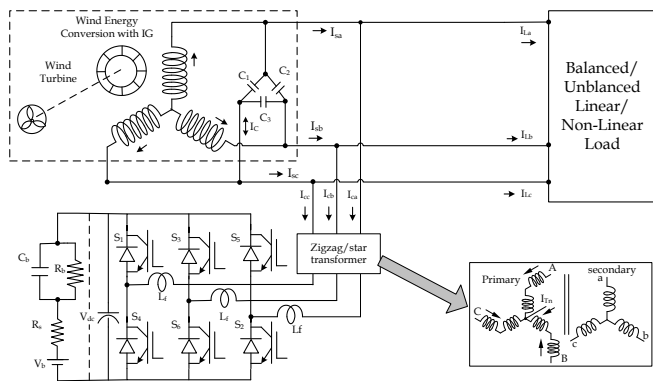 Wind Energy
Conversion with IG
Wind
Turbine
C1
C2
C3
IC
Isa
Isb
Isc
ILa
ILb
ILc
Balanced/
Unblanced
Linear/
Non-Linear
Load
Icc
Icb
Ica
Zigzag/star
transformer
Cb
Rb
Rs
Vb
Vdc
S1
S3
S5
S4
S6
S2
Lf
Lf
Lf
Primary
secondary
A
a
C
ITn
B
c
b